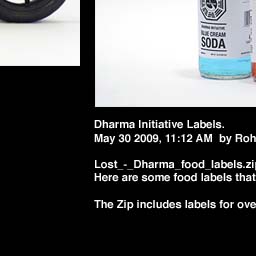 DHARMA INITIATIVE
BLUE CREAM
SODA
Dharma Initiative Labels.
May 30 2009, 11:12 AM by Roh
Lost_-_Dharma_food_labels.zip
Here are some food labels that
The Zip includes labels for ove